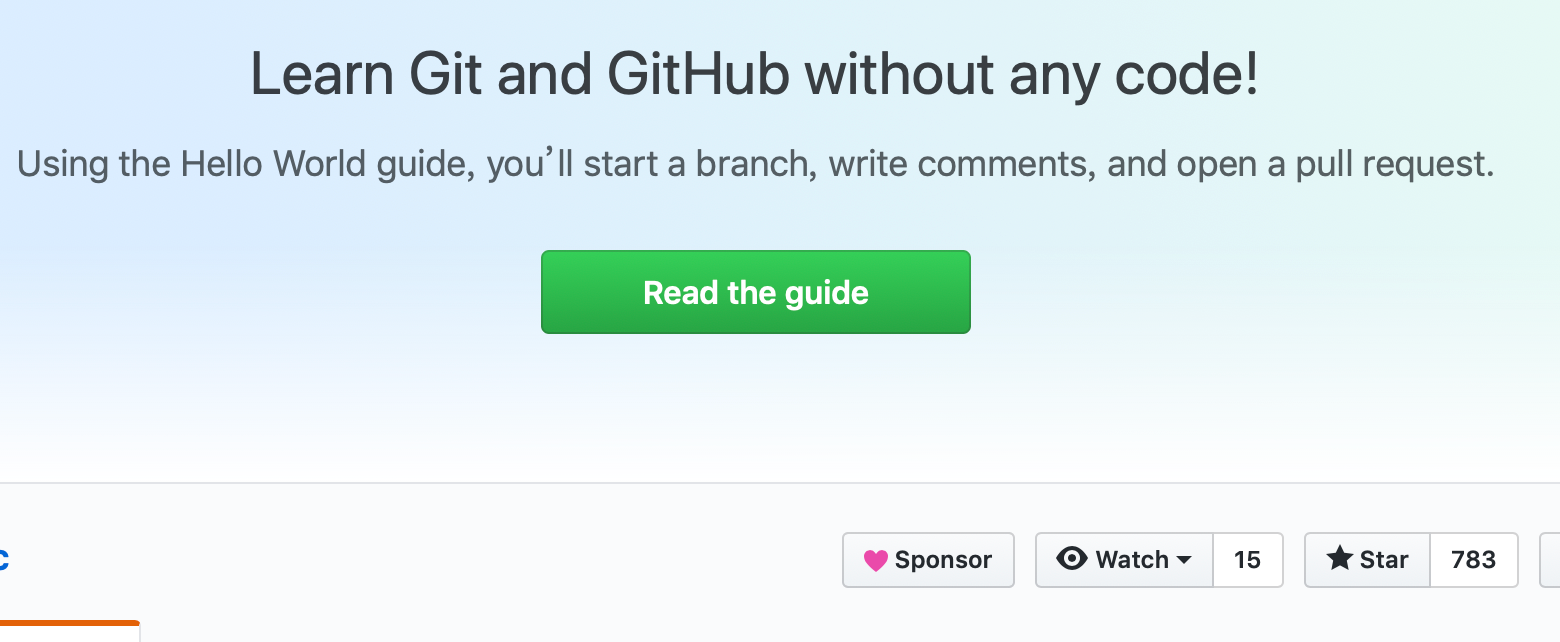 Learn Git and GitHub without any code!
Using the Hello World guide, you’ll start a branch, write comments, and open a pull request.
Read the guide
c Sponsor Watch 15 Star 783